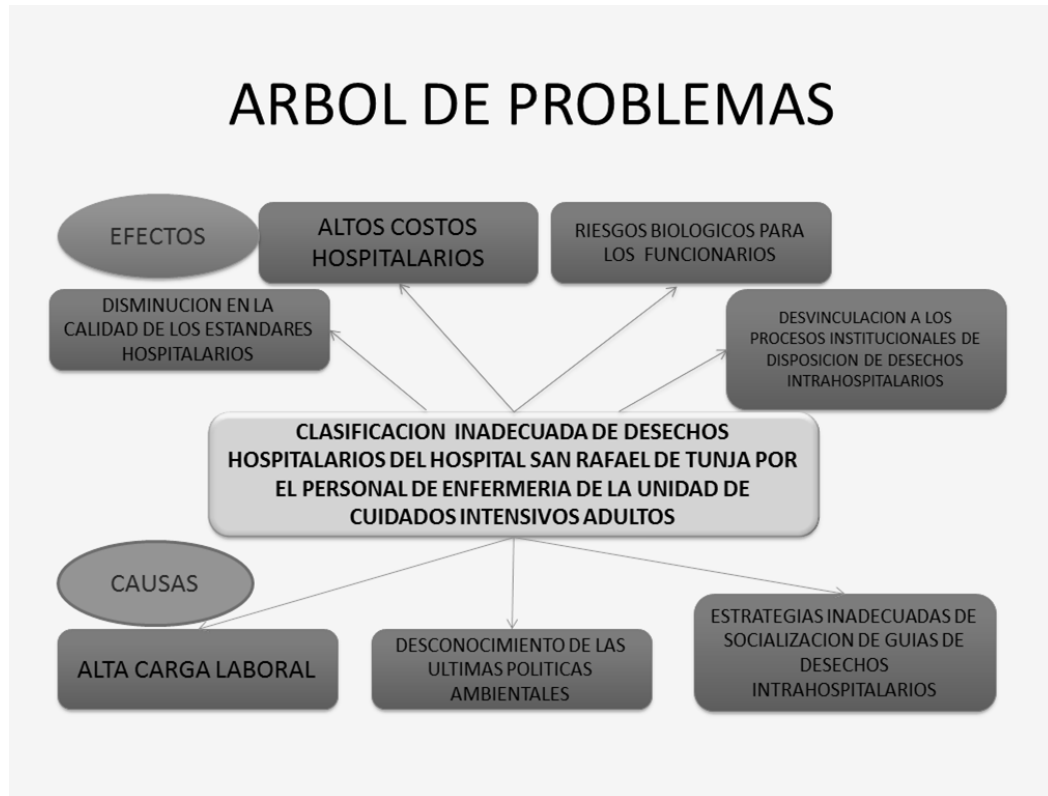 ARBOL DE PROBLEMAS
EFECTOS
ALTOS COSTOS
HOSPITALARIOS
RIESGOS BIOLOGICOS PARA
LOS FUNCIONARIOS
DISMINUCION EN LA
CALIDAD DE LOS ESTANDARES
HOSPITALARIOS
DESVINCULACION A LOS
PROCESOS INSTITUCIONALES DE
DISPOSICION DE DESECHOS
INTRAHOSPITALARIOS
CLASIFICACION INADECUADA DE DESECHOS
HOSPITALARIOS DEL HOSPITAL SAN RAFAEL DE TUNJA POR
EL PERSONAL DE ENFERMERIA DE LA UNIDAD DE
CUIDADOS INTENSIVOS ADULTOS
CAUSAS
ALTA CARGA LABORAL
DESCONOCIMIENTO DE LAS
ULTIMAS POLITICAS
AMBIENTALES
ESTRATEGIAS INADECUADAS DE
SOCIALIZACION DE GUIAS DE
DESECHOS
INTRAHOSPITALARIOS